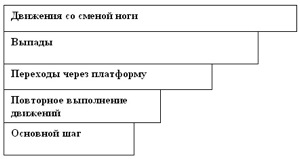 Движения со сменой ноги
Выпады
Переходы через платформу
Повторное выполнение
движений
Основной шаг